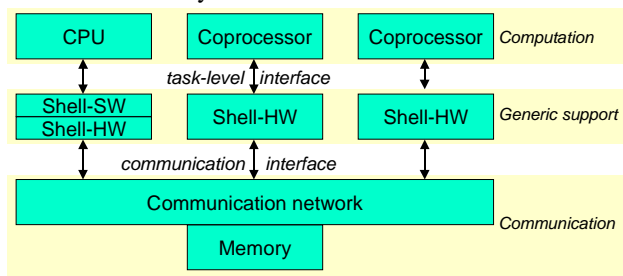 CPU Coprocessor Coprocessor Computation
task-level interface
Shell-SW
Shell-HW Shell-HW Shell-HW Generic support
communication interface
Communication network
Communication
Memory